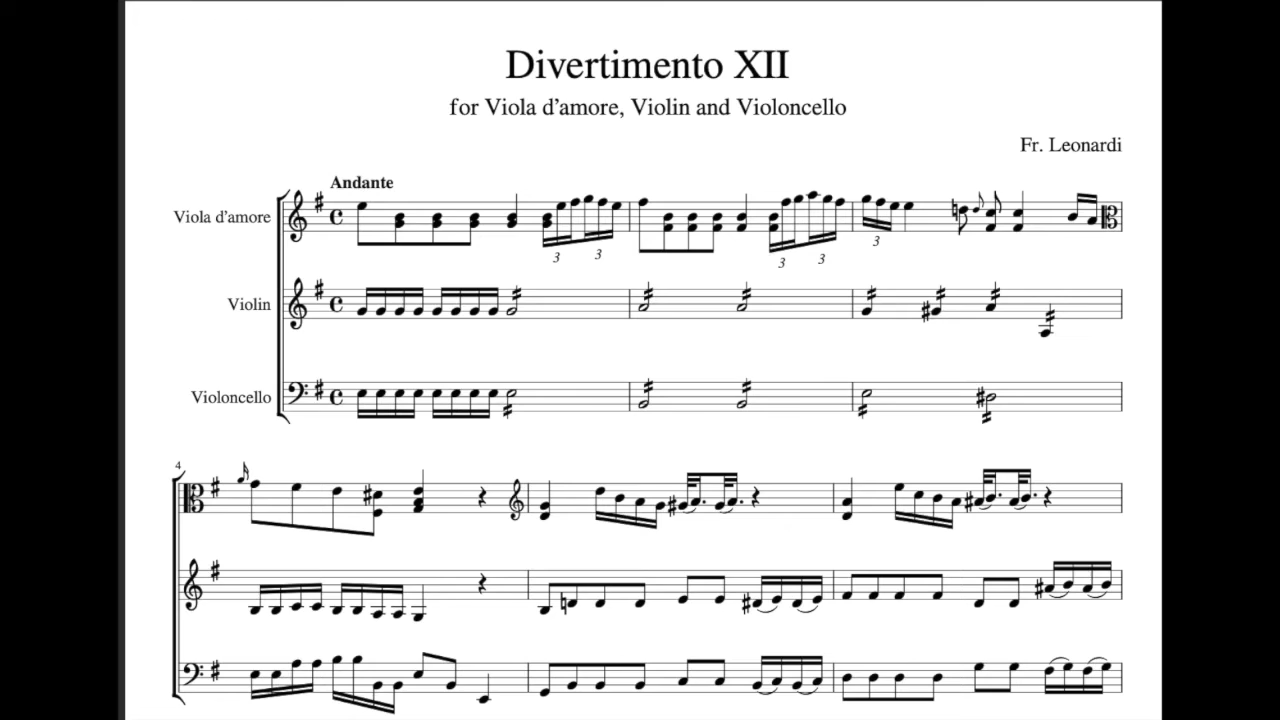 Divertimento XII
for Viola d’amore, Violin and Violoncello
Fr. Leonardi
Andante
Viola d’amore
3
3
3
3
3
Violin
Violoncello
4